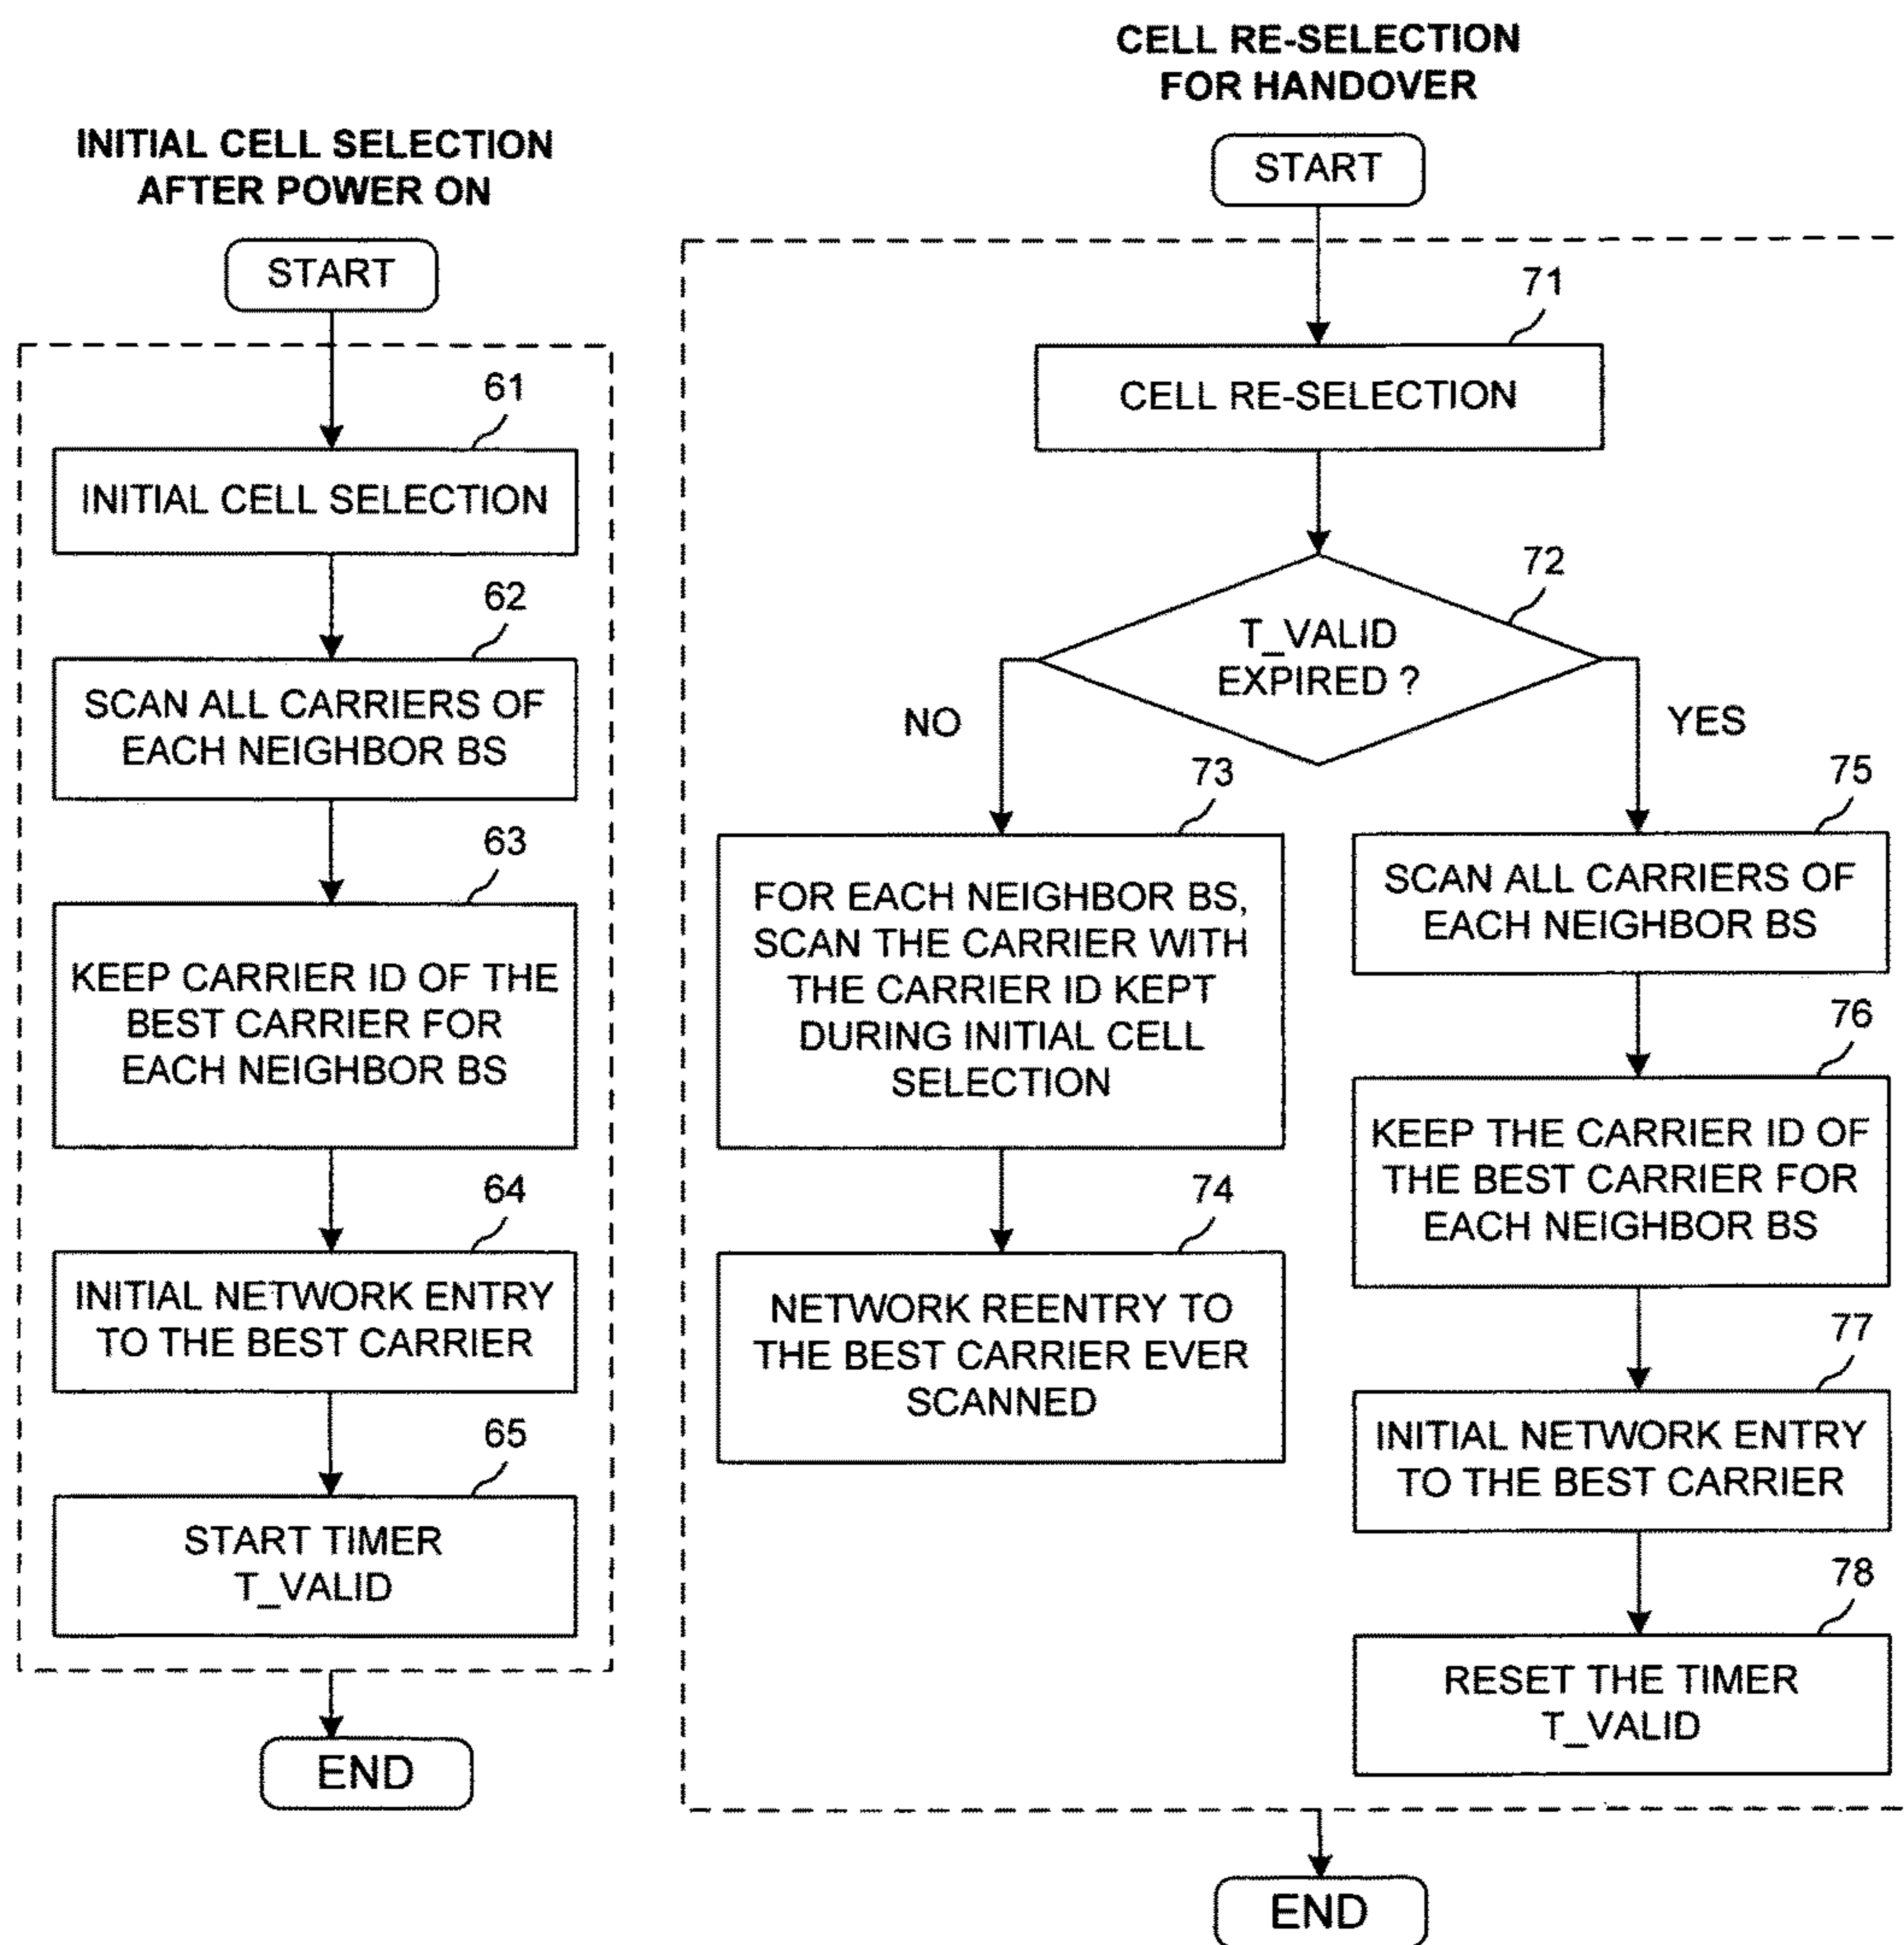 INITIAL CELL SELECTION
AFTER POWER ON
START
61
INITIAL CELL SELECTION
62
SCAN ALL CARRIERS OF
EACH NEIGHBOR BS
63
KEEP CARRIER ID OF THE
BEST CARRIER FOR
EACH NEIGHBOR BS
64
INITIAL NETWORK ENTRY
TO THE BEST CARRIER
65
START TIMER
T_VALID
END
CELL RE-SELECTION
FOR HANDOVER
START
71
CELL RE-SELECTION
72
T_VALID
EXPIRED ?
NO
YES
73
FOR EACH NEIGHBOR BS,
SCAN THE CARRIER WITH
THE CARRIER ID KEPT
DURING INITIAL CELL
SELECTION
74
NETWORK REENTRY TO
THE BEST CARRIER EVER
SCANNED
75
SCAN ALL CARRIERS OF
EACH NEIGHBOR BS
76
KEEP THE CARRIER ID OF
THE BEST CARRIER FOR
EACH NEIGHBOR BS
77
INITIAL NETWORK ENTRY
TO THE BEST CARRIER
78
RESET THE TIMER
T_VALID
END